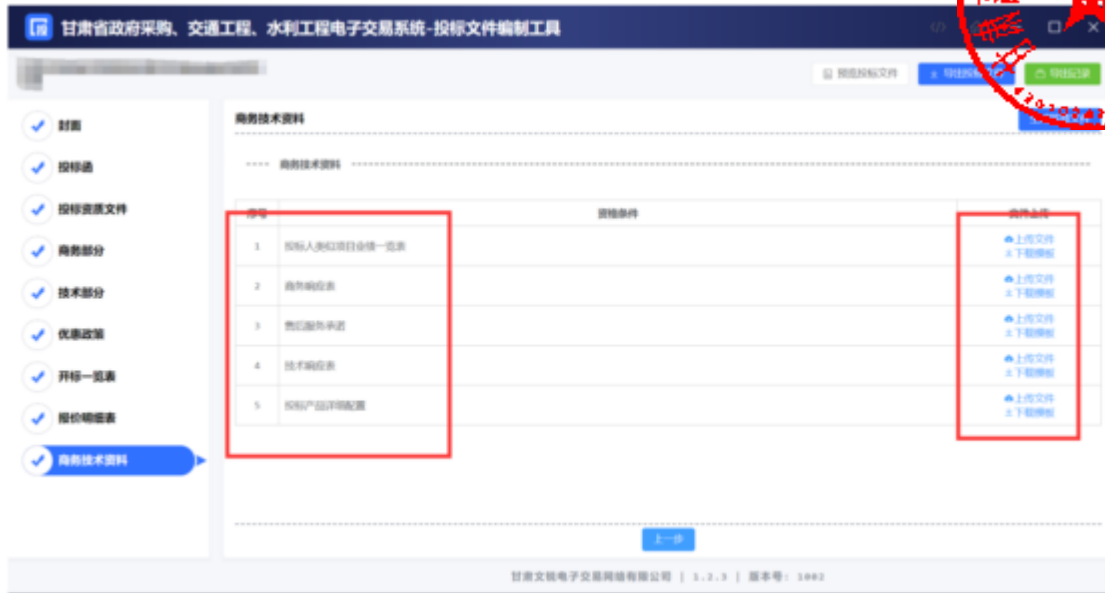 甘肃省政府采购、交通工程、水利工程电子交易系统-投标文件编制工具
预览投标文件
导出记录
封面
投标函
投标资质文件
商务部分
技术部分
优惠政策
开标一览表
报价明细表
商务技术资料
商务技术资料
商务技术资料
序号 资格条件 文件上传
1 投标人类似项目业绩一览表 上传文件
下载模板
2 商务响应表 上传文件
下载模板
3 售后服务承诺 上传文件
下载模板
4 技术响应表 上传文件
下载模板
5 投标产品详细配置 上传文件
下载模板
上一步
甘肃文锐电子交易网络有限公司 | 1.2.3 | 版本号: 1002